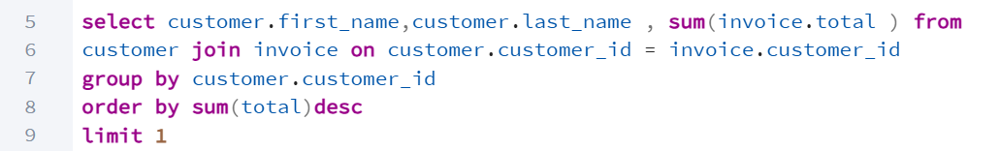 5 select customer.first_name,customer.last_name , sum(invoice.total ) from
6 customer join invoice on customer.customer_id = invoice.customer_id
7 group by customer.customer_id
8 order by sum(total)desc
9 limit 1